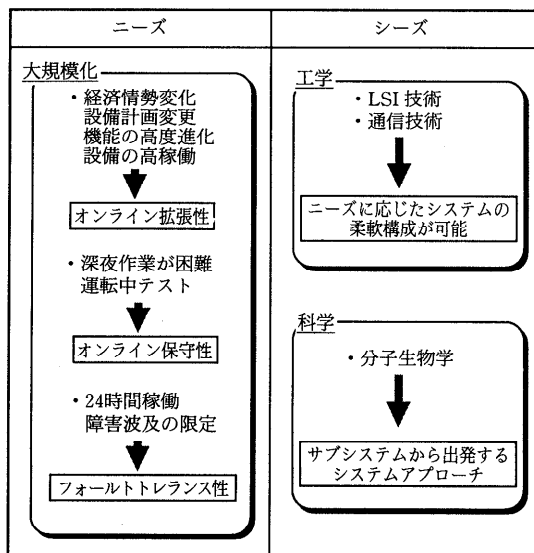 ニーズ
シーズ
大規模化
・経済情勢変化
設備計画変更
機能の高度進化
設備の高稼働
オンライン拡張性
・深夜作業が困難
運転中テスト
オンライン保守性
・24時間稼働
障害波及の限定
フォールトトレランス性
工学
・LSI 技術
・通信技術
ニーズに応じたシステムの
柔軟構成が可能
科学
・分子生物学
サブシステムから出発する
システムアプローチ